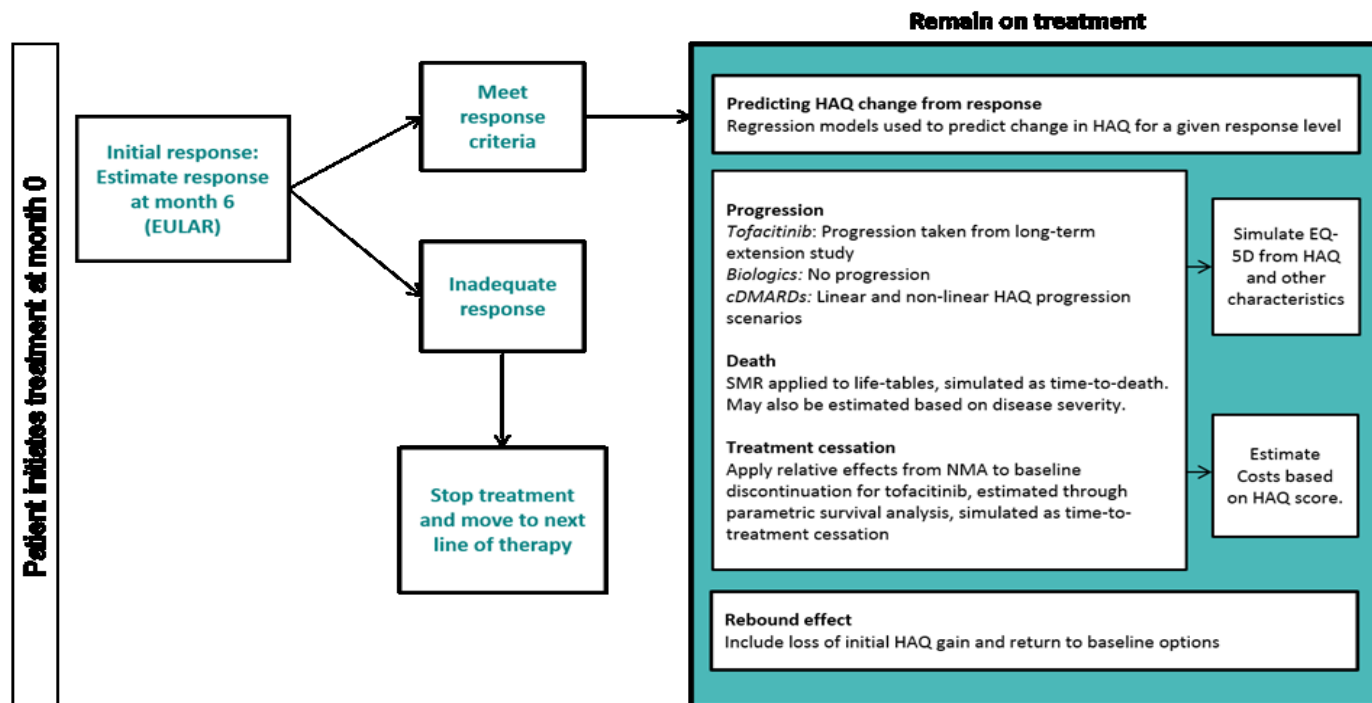 Patient initiates treatment at month 0
Initial response:
Estimate response
at month 6
(EULAR)
Meet
response
criteria
Inadequate
response
Stop treatment
and move to next
line of therapy
Remain on treatment
Predicting HAQ change from response
Regression models used to predict change in HAQ for a given response level
Progression
Tofacitinib: Progression taken from long-term
extension study
Biologics: No progression
cDMARDs: Linear and non-linear HAQ progression
scenarios
Death
SMR applied to life-tables, simulated as time-to-death.
May also be estimated based on disease severity.
Treatment cessation
Apply relative effects from NMA to baseline
discontinuation for tofacitinib, estimated through
parametric survival analysis, simulated as time-to-
treatment cessation
Simulate EQ-
5D from HAQ
and other
characteristics
Estimate
Costs based
on HAQ score.
Rebound effect
Include loss of initial HAQ gain and return to baseline options